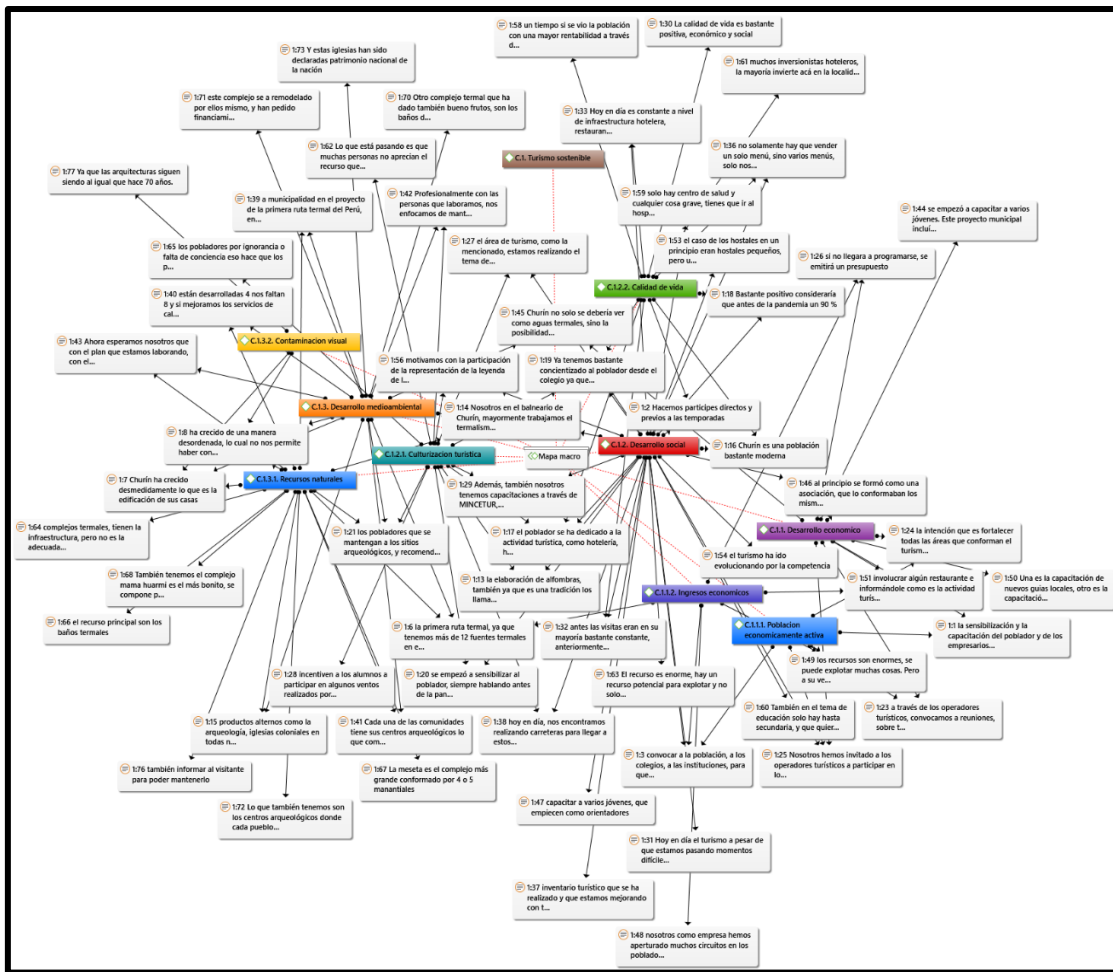 1:58 un tiempo si se vio la población
con una mayor rentabilidad a través
d...
1:30 La calidad de vida es bastante
positiva, económico y social
1:73 Y estas iglesias han sido
declaradas patrimonio nacional de
la nación
1:61 muchos inversionistas hoteleros,
la mayoría invierte acá en la localid...
1:71 este complejo se a remodelado
por ellos mismo, y han pedido
financiami...
1:70 Otro complejo termal que ha
dado también bueno frutos, son los
baños d...
1:33 Hoy en día es constante a nivel
de infraestructura hotelera,
restauran...
1:62 Lo que está pasando es que
muchas personas no aprecian el
recurso que...
C.1. Turismo sostenible
1:36 no solamente hay que vender
un solo menú, sino varios menús,
solo nos...
1:77 Ya que las arquitecturas siguen
siendo al igual que hace 70 años.
1:39 a municipalidad en el proyecto
de la primera ruta termal del Perú,
en...
1:42 Profesionalmente con las
personas que laboramos, nos
enfocamos de mant...
1:59 solo hay centro de salud y
cualquier cosa grave, tienes que ir al
hosp...
1:44 se empezó a capacitar a varios
jóvenes. Este proyecto municipal
incluí...
1:65 los pobladores por ignorancia o
falta de conciencia eso hace que los
p...
1:27 el área de turismo, como la
mencionado, estamos realizando el
tema de...
1:53 el caso de los hostales en un
principio eran hostales pequeños,
pero u...
1:26 si no llegara a programarse, se
emitirá un presupuesto
1:40 están desarrolladas 4 nos faltan
8 y si mejoramos los servicios de
cal...
C.1.2.2. Calidad de vida
1:18 Bastante positivo consideraría
que antes de la pandemia un 90 %
1:45 Churín no solo se debería ver
como aguas termales, sino la
posibilidad...
1:43 Ahora esperamos nosotros que
con el plan que estamos laborando,
con el...
C.1.3.2. Contaminacion visual
1:56 motivamos con la participación
de la representación de la leyenda
de l...
1:19 Ya tenemos bastante
concientizado al poblador desde el
colegio ya que...
C.1.3. Desarrollo medioambiental
1:14 Nosotros en el balneario de
Churín, mayormente trabajamos el
termalism...
1:2 Hacemos participes directos y
previos a las temporadas
1:8 ha crecido de una manera
desordenada, lo cual no nos permite
haber con...
C.1.2.1. Culturizacion turística
Mapa macro
C.1.2. Desarrollo social
1:16 Churín es una población
bastante moderna
1:7 Churín ha crecido
desmedidamente lo que es la
edificación de sus casas
C.1.3.1. Recursos naturales
1:29 Además, también nosotros
tenemos capacitaciones a través de
MINCETUR,...
1:46 al principio se formó como una
asociación, que lo conformaban los
mism...
1:64 complejos termales, tienen la
infraestructura, pero no es la
adecuada...
1:21 los pobladores que se
mantengan a los sitios
arqueológicos, y recomend...
1:17 el poblador se ha dedicado a la
actividad turística, como hotelería,
h...
C.1.1. Desarrollo economico
1:24 la intención que es fortalecer
todas las áreas que conforman el
turism...
1:54 el turismo ha ido
evolucionando por la competencia
1:68 También tenemos el complejo
mama huarmi es el más bonito, se
compone p...
1:13 la elaboración de alfombras,
también ya que es una tradición los
llama...
C.1.1.2. Ingresos economicos
1:51 involucrar algún restaurante e
informándole como es la actividad
turís...
1:50 Una es la capacitación de
nuevos guías locales, otro es la
capacitació...
1:66 el recurso principal son los
baños termales
1:6 la primera ruta termal, ya que
tenemos más de 12 fuentes termales
en e...
1:32 antes las visitas eran en su
mayoría bastante constante,
anteriormente...
C.1.1.1. Poblacion
economicamente activa
1:1 la sensibilización y la
capacitación del poblador y de los
empresarios...
1:49 los recursos son enormes, se
puede explotar muchas cosas. Pero
a su ve...
1:28 incentiven a los alumnos a
participar en algunos ventos
realizados por...
1:20 se empezó a sensibilizar al
poblador, siempre hablando antes de
la pan...
1:63 El recurso es enorme, hay un
recurso potencial para explotar y no
solo...
1:15 productos alternos como la
arqueología, iglesias coloniales en
todas n...
1:41 Cada una de las comunidades
tiene sus centros arqueológicos lo
que com...
1:38 hoy en día, nos encontramos
realizando carreteras para llegar a
estos...
1:60 También en el tema de
educación solo hay hasta
secundaria, y que quier...
1:23 a través de los operadores
turísticos, convocamos a reuniones,
sobre t...
1:3 convocar a la población, a los
colegios, a las instituciones, para
que...
1:25 Nosotros hemos invitado a los
operadores turísticos a participar en
lo...
1:76 también informar al visitante
para poder mantenerlo
1:67 La meseta es el complejo más
grande conformado por 4 o 5
manantiales
1:72 Lo que también tenemos son
los centros arqueológicos donde
cada pueblo...
1:47 capacitar a varios jóvenes, que
empiecen como orientadores
1:31 Hoy en día el turismo a pesar de
que estamos pasando momentos
difícile...
1:37 inventario turístico que se ha
realizado y que estamos mejorando
con t...
1:48 nosotros como empresa hemos
aperturado muchos circuitos en los
poblado...